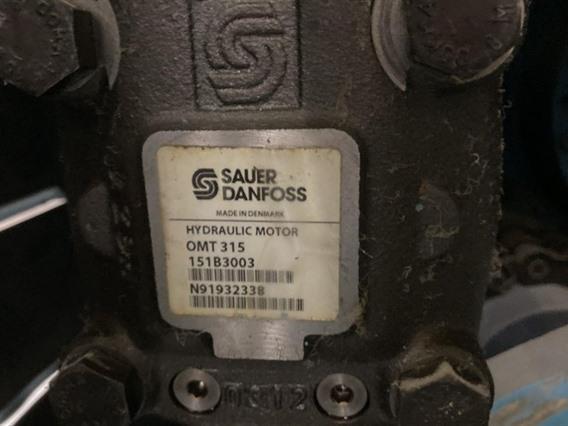 SAUER
DANFOSS
MADE IN DENMARK
HYDRAULIC MOTOR
OMT 315
151B3003
N91932338